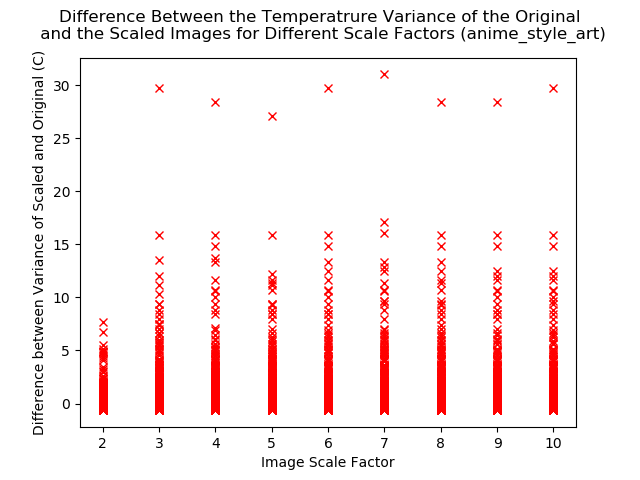 Difference Between the Temperatrure Variance of the Original
and the Scaled Images for Different Scale Factors (anime_style_art)
Difference between Variance of Scaled and Original (C)
30
25
20
15
10
5
0
2 3 4 5 6 7 8 9 10
Image Scale Factor